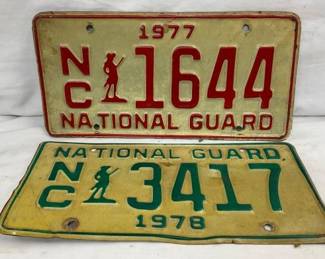 1977
NC 1644
NATIONAL GUARD
NATIONAL GUARD
NC 3417
1978